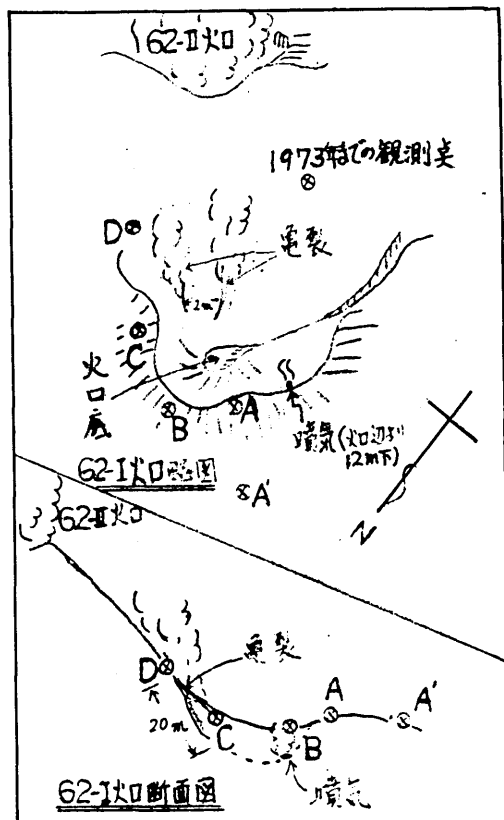 62-Ⅱ火口
1973年までの観測点
D
亀裂
2m
C
火口底
B
A
噴気(火口辺より
12m下)
62-Ⅰ火口略図
A'
N
62-Ⅱ火口
D
亀裂
20m
C
A
A'
B
62-Ⅰ火口断面図
噴気